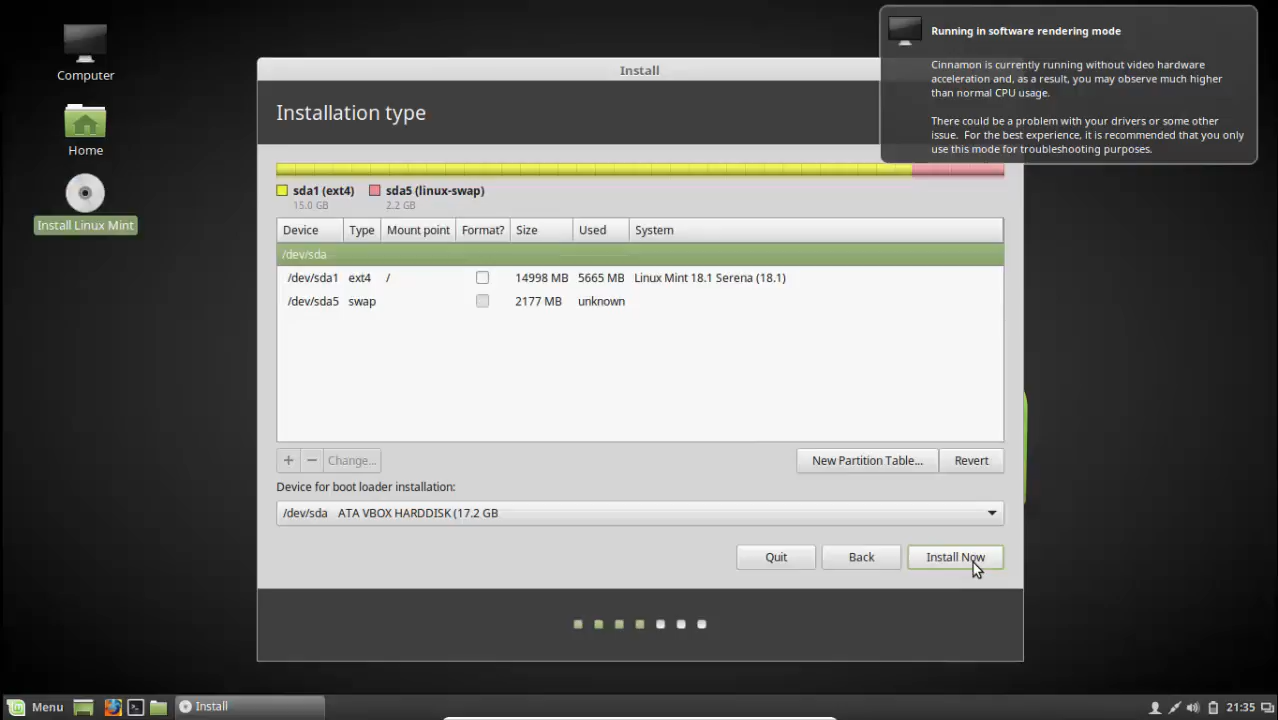 Computer
Home
Install Linux Mint
Running in software rendering mode
Cinnamon is currently running without video hardware
acceleration and, as a result, you may observe much higher
than normal CPU usage.
There could be a problem with your drivers or some other
issue. For the best experience, it is recommended that you only
use this mode for troubleshooting purposes.
Install
Installation type
sda1 (ext4) sda5 (linux-swap)
15.0 GB 2.2 GB
Device Type Mount point Format? Size Used System
/dev/sda
/dev/sda1 ext4 / 14998 MB 5665 MB Linux Mint 18.1 Serena (18.1)
/dev/sda5 swap 2177 MB unknown
+ − Change... New Partition Table... Revert
Device for boot loader installation:
/dev/sda ATA VBOX HARDDISK (17.2 GB
Quit Back Install Now
Menu Install 21:35